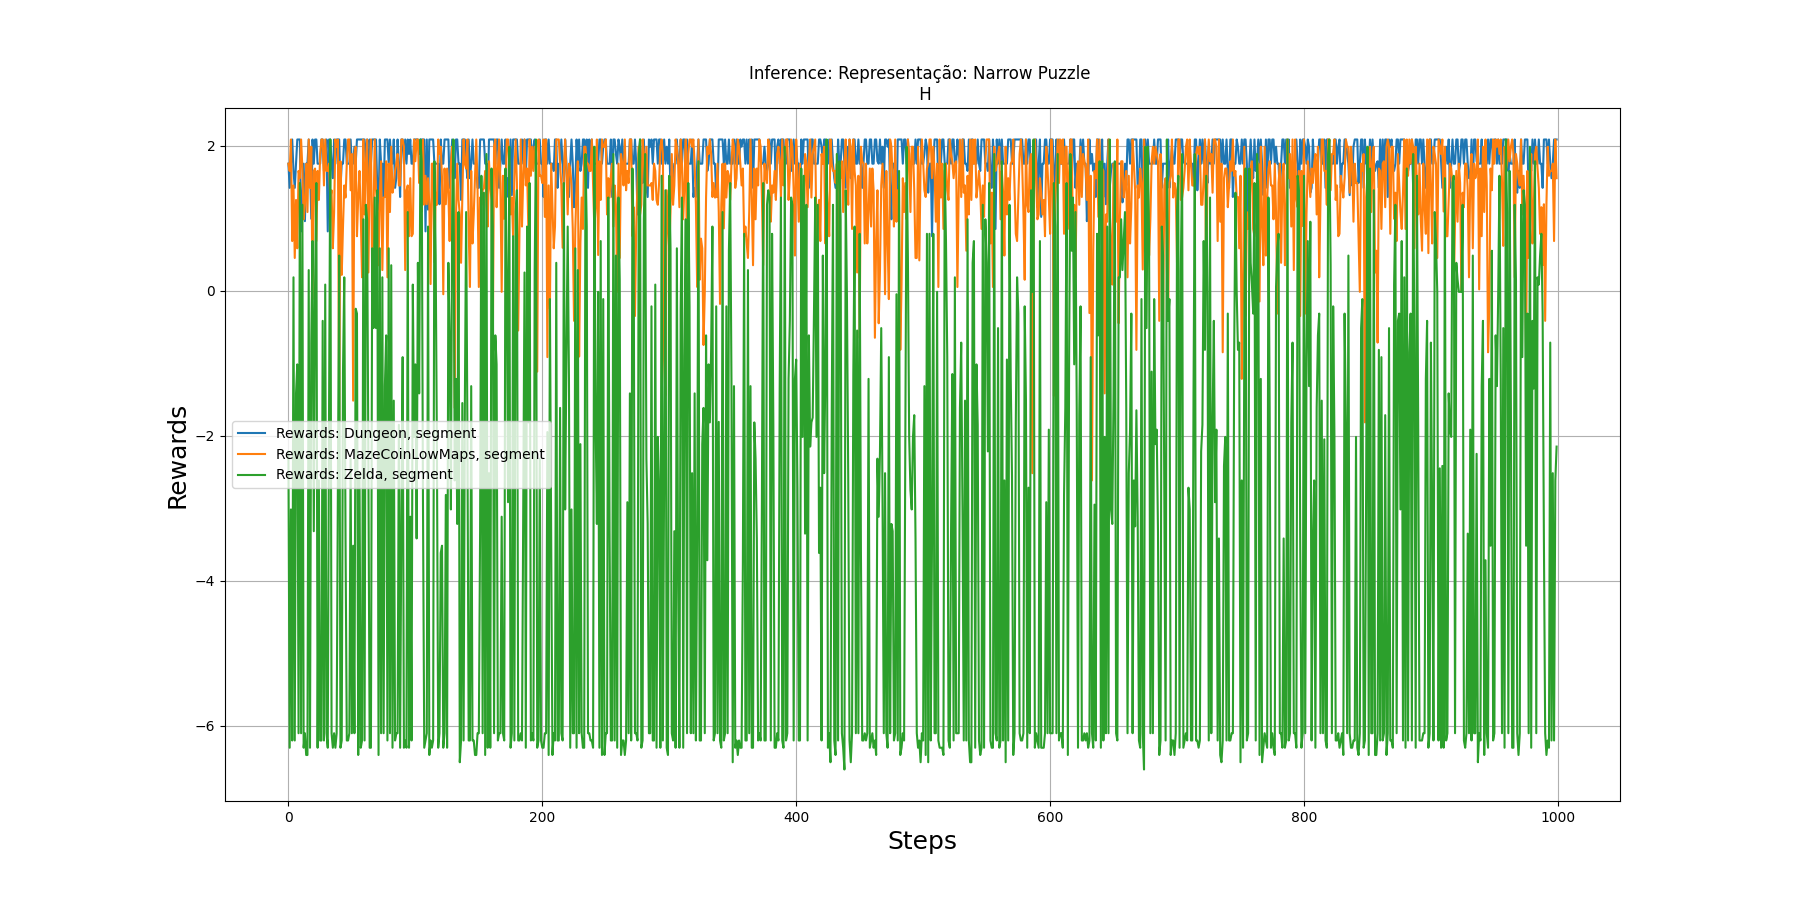 Inference: Representação: Narrow Puzzle
H
Rewards
2
0
−2
−4
−6
Rewards: Dungeon, segment
Rewards: MazeCoinLowMaps, segment
Rewards: Zelda, segment
0 200 400 600 800 1000
Steps